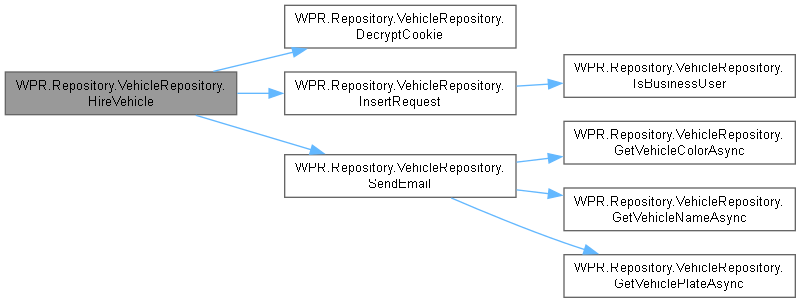 WPR.Repository.VehicleRepository.
HireVehicle
WPR.Repository.VehicleRepository.
DecryptCookie
WPR.Repository.VehicleRepository.
InsertRequest
WPR.Repository.VehicleRepository.
SendEmail
WPR.Repository.VehicleRepository.
IsBusinessUser
WPR.Repository.VehicleRepository.
GetVehicleColorAsync
WPR.Repository.VehicleRepository.
GetVehicleNameAsync
WPR.Repository.VehicleRepository.
GetVehiclePlateAsync